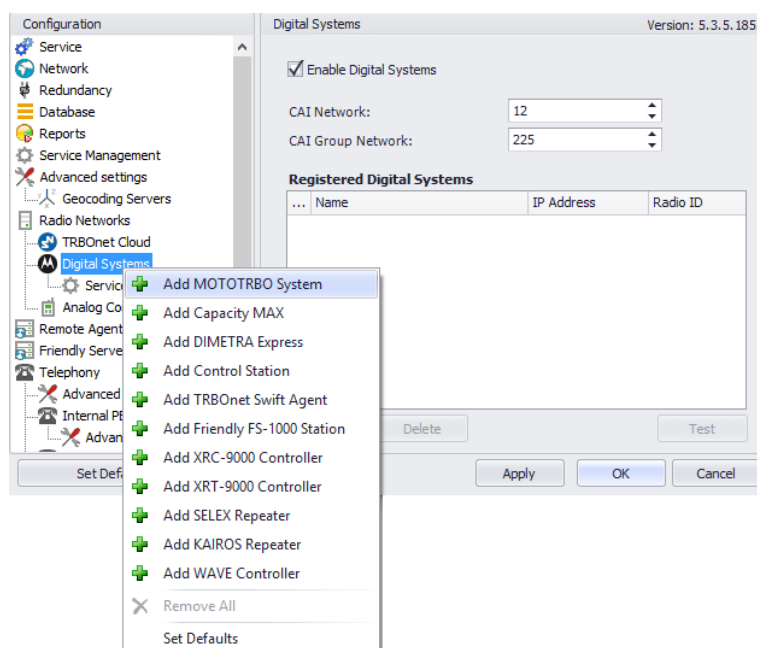 Configuration
Service
Network
Redundancy
Database
Reports
Service Management
Advanced settings
Geocoding Servers
Radio Networks
TRBOnet Cloud
Digital Systems
Servic
Analog Co
Remote Agent
Friendly Serve
Telephony
Advanced
Internal PB
Advan
Set Defa
Digital Systems Version: 5.3.5.185
Enable Digital Systems
CAI Network: 12
CAI Group Network: 225
Registered Digital Systems
... Name IP Address Radio ID
Delete Test
Apply OK Cancel
Add MOTOTRBO System
Add Capacity MAX
Add DIMETRA Express
Add Control Station
Add TRBOnet Swift Agent
Add Friendly FS-1000 Station
Add XRC-9000 Controller
Add XRT-9000 Controller
Add SELEX Repeater
Add KAIROS Repeater
Add WAVE Controller
Remove All
Set Defaults